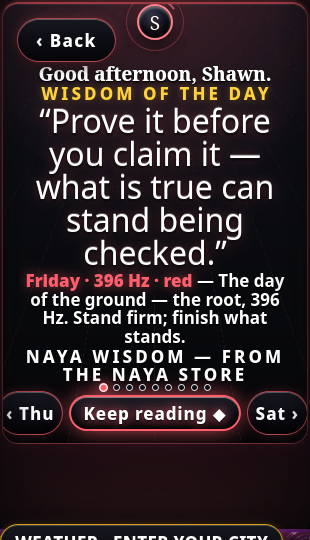 S
‹ Back
Good afternoon, Shawn.
WISDOM OF THE DAY
“Prove it before
you claim it —
what is true can
stand being
checked.”
Friday · 396 Hz · red — The day
of the ground — the root, 396
Hz. Stand firm; finish what
stands.
NAYA WISDOM — FROM
THE NAYA STORE
‹ Thu
Keep reading ◆
Sat ›
WEATHER · ENTER YOUR CITY